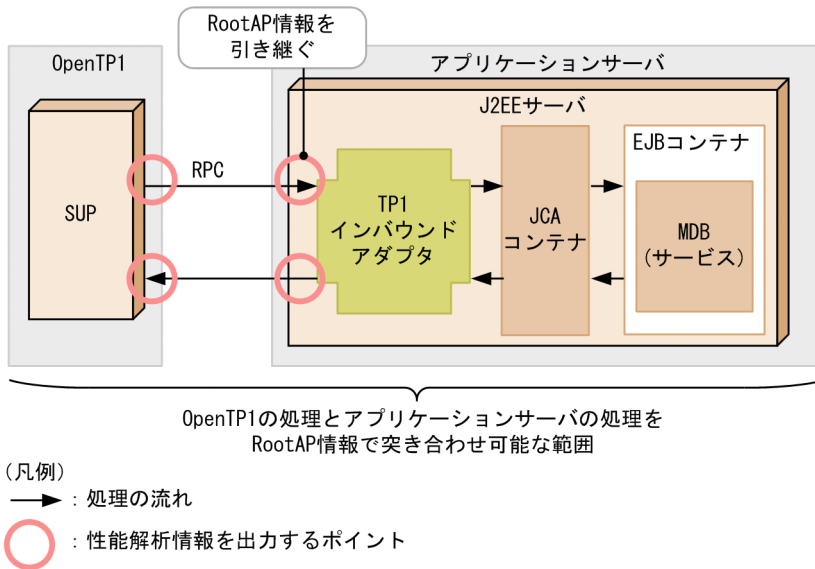 RootAP情報を
引き継ぐ
OpenTP1
アプリケーションサーバ
J2EEサーバ
EJBコンテナ
RPC
SUP
TP1
インバウンド
アダプタ
JCA
コンテナ
MDB
(サービス)
OpenTP1の処理とアプリケーションサーバの処理を
RootAP情報で突き合わせ可能な範囲
(凡例)
：処理の流れ
：性能解析情報を出力するポイント